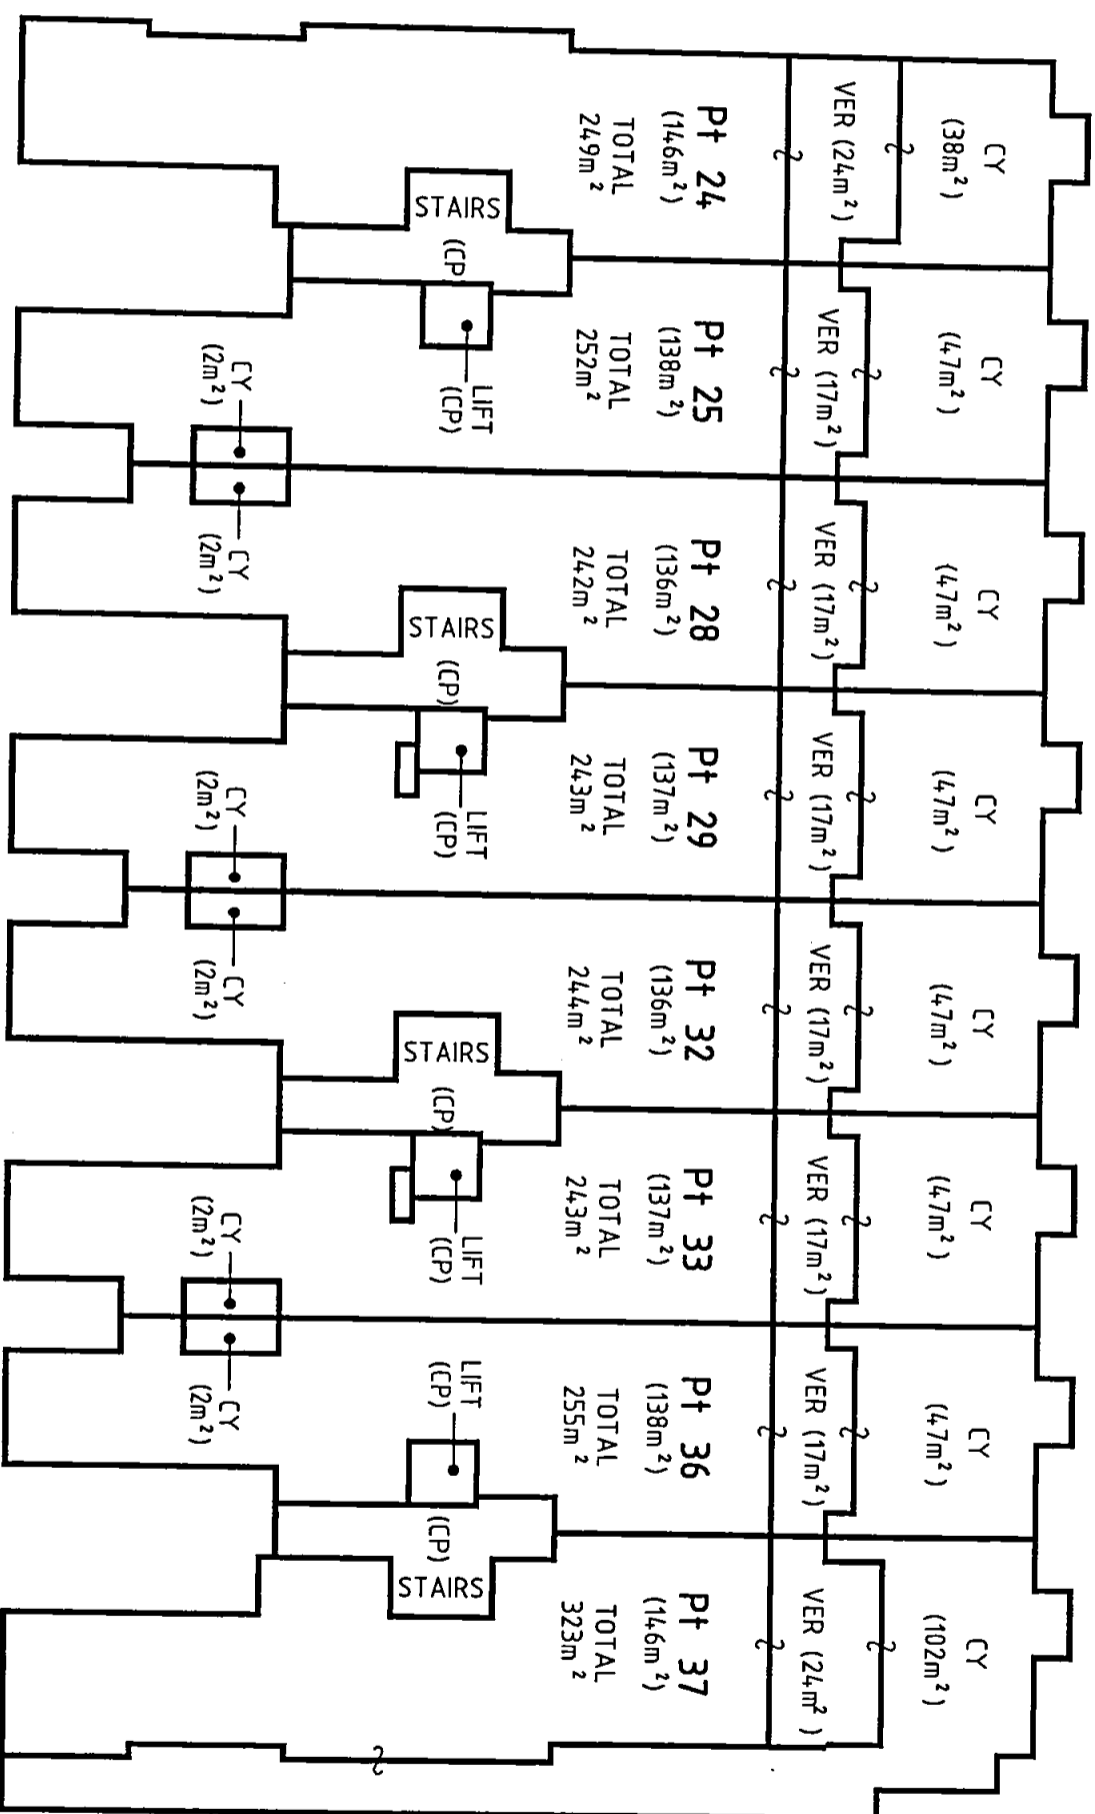 CY
(38m²)
VER (24m²)
Pt 24
(146m²)
TOTAL
249m²
STAIRS
(CP)
LIFT
(CP)
CY
(47m²)
VER (17m²)
Pt 25
(138m²)
TOTAL
252m²
CY
(2m²)
CY
(2m²)
CY
(47m²)
VER (17m²)
Pt 28
(136m²)
TOTAL
242m²
STAIRS
(CP)
LIFT
(CP)
CY
(47m²)
VER (17m²)
Pt 29
(137m²)
TOTAL
243m²
CY
(2m²)
CY
(2m²)
CY
(47m²)
VER (17m²)
Pt 32
(136m²)
TOTAL
244m²
STAIRS
(CP)
LIFT
(CP)
CY
(47m²)
VER (17m²)
Pt 33
(137m²)
TOTAL
243m²
CY
(2m²)
CY
(2m²)
CY
(47m²)
VER (17m²)
Pt 36
(138m²)
TOTAL
255m²
LIFT
(CP)
(CP)
STAIRS
CY
(102m²)
VER (24m²)
Pt 37
(146m²)
TOTAL
323m²